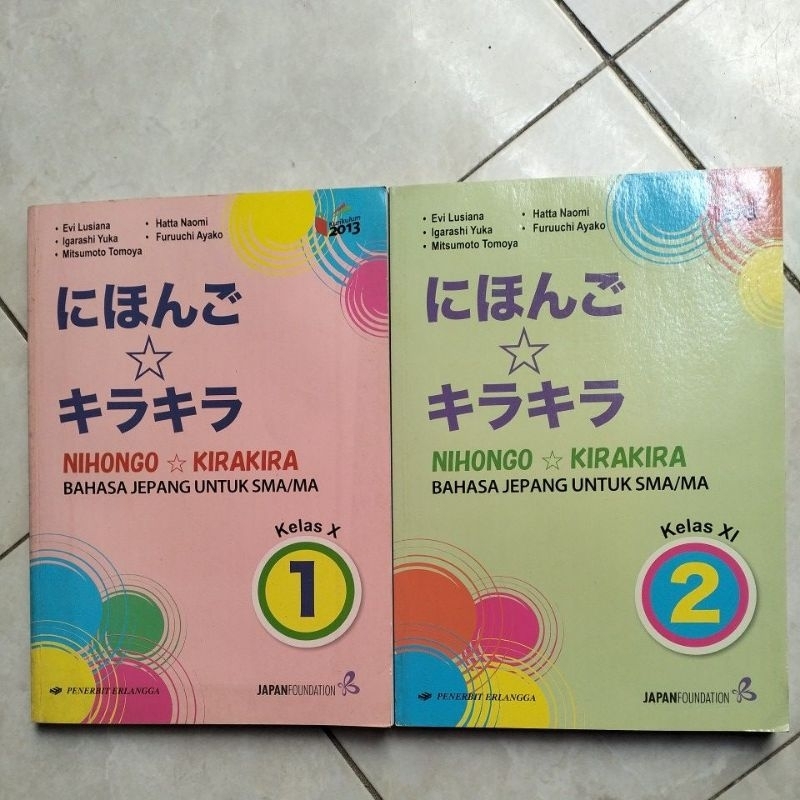 • Evi Lusiana
• Igarashi Yuka
• Mitsumoto Tomoya
• Hatta Naomi
• Furuuchi Ayako
Kurikulum
2013
にほんご
☆
キラキラ
NIHONGO ☆ KIRAKIRA
BAHASA JEPANG UNTUK SMA/MA
Kelas X
1
PENERBIT ERLANGGA
JAPANFOUNDATION
• Evi Lusiana
• Igarashi Yuka
• Mitsumoto Tomoya
• Hatta Naomi
• Furuuchi Ayako
にほんご
☆
キラキラ
NIHONGO ☆ KIRAKIRA
BAHASA JEPANG UNTUK SMA/MA
Kelas XI
2
PENERBIT ERLANGGA
JAPANFOUNDATION